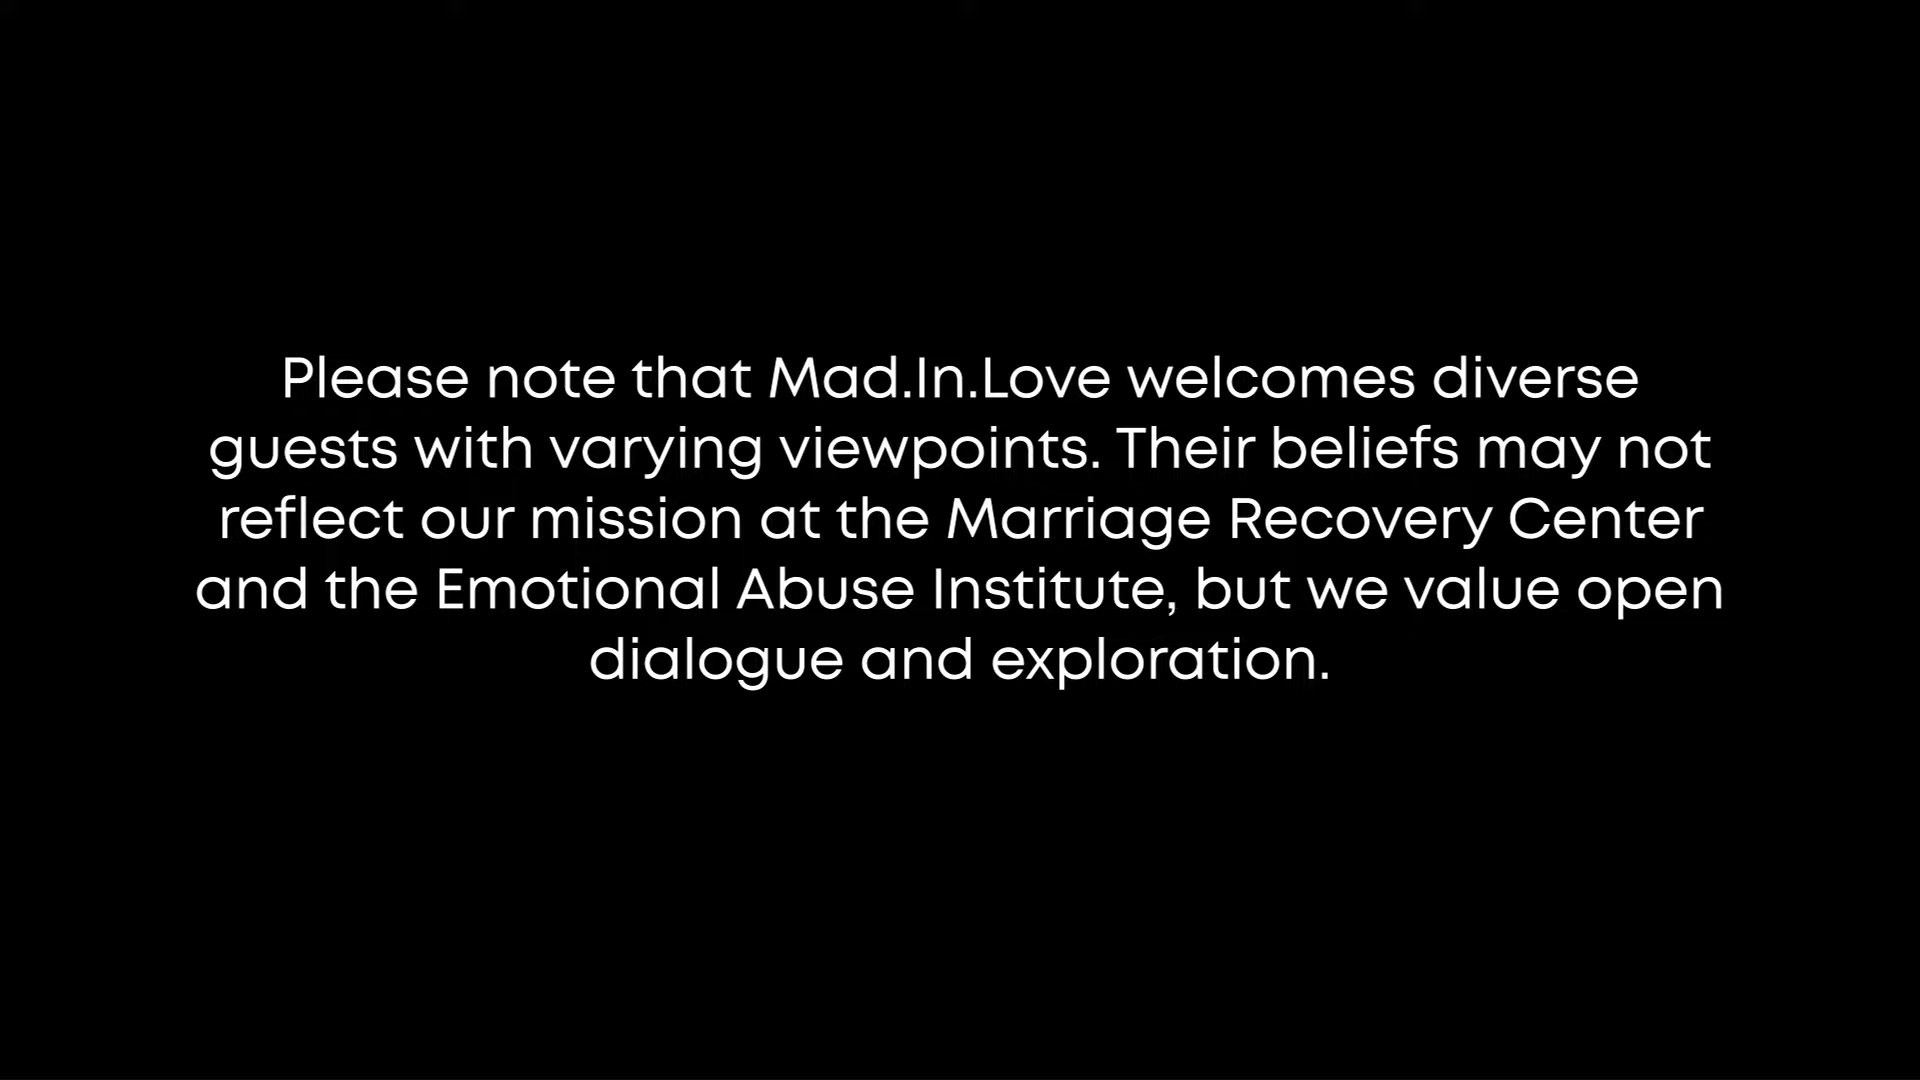 Please note that Mad.In.Love welcomes diverse
guests with varying viewpoints. Their beliefs may not
reflect our mission at the Marriage Recovery Center
and the Emotional Abuse Institute, but we value open
dialogue and exploration.